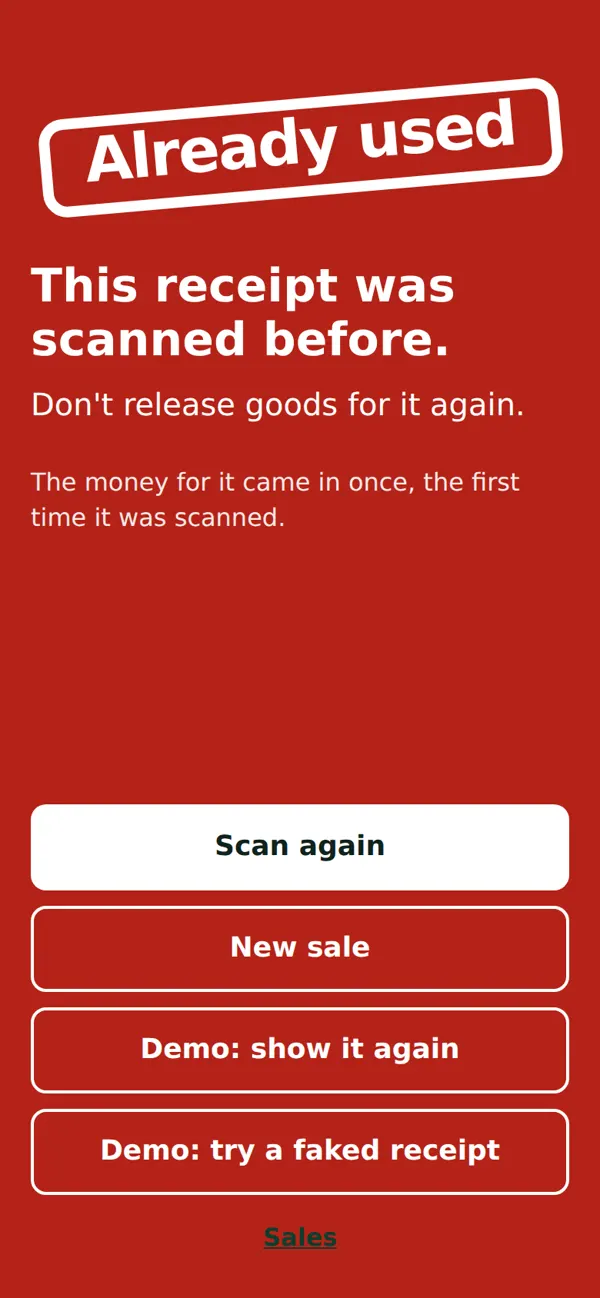 Already used
This receipt was
scanned before.
Don't release goods for it again.
The money for it came in once, the first
time it was scanned.
Scan again
New sale
Demo: show it again
Demo: try a faked receipt
Sales